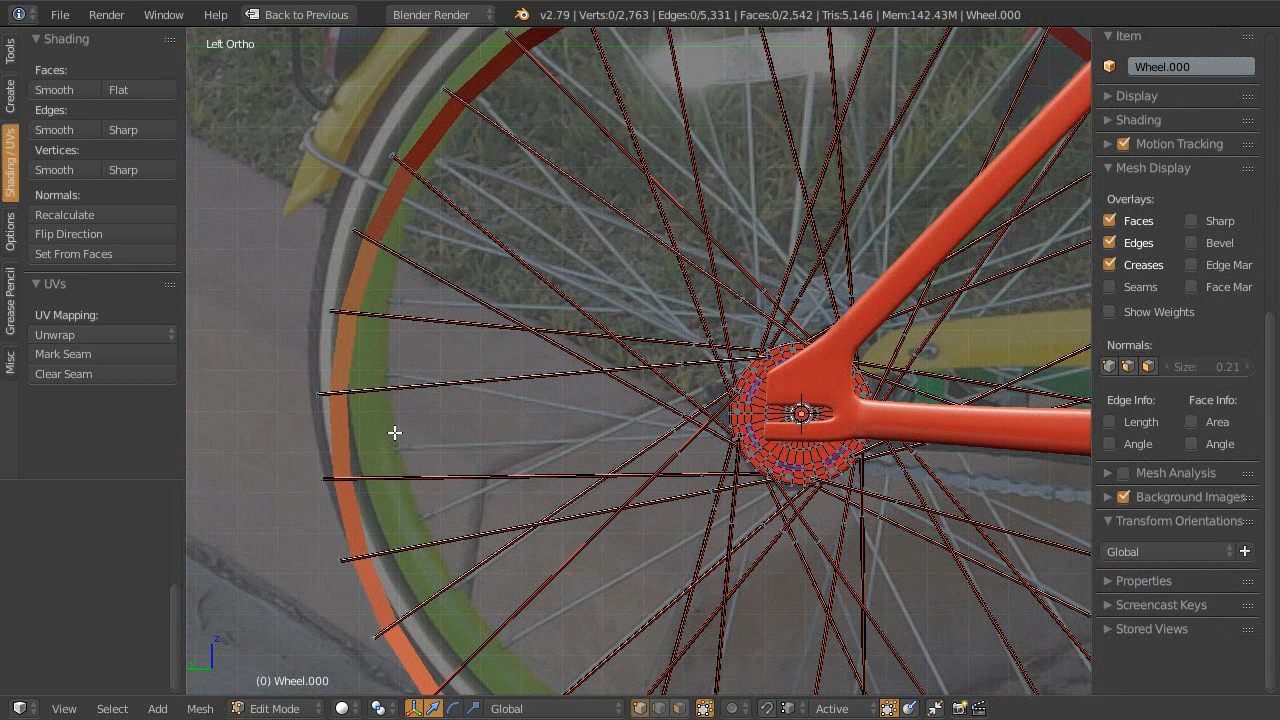 File Render Window Help Back to Previous Blender Render v2.79 | Verts:0/2,763 | Edges:0/5,331 | Faces:0/2,542 | Tris:5,146 | Mem:142.43M | Wheel.000
Tools
Create
Shading / UVs
Options
Grease Pencil
Misc
Shading
Faces:
Smooth Flat
Edges:
Smooth Sharp
Vertices:
Smooth Sharp
Normals:
Recalculate
Flip Direction
Set From Faces
UVs
UV Mapping:
Unwrap
Mark Seam
Clear Seam
Left Ortho
z
(0) Wheel.000
Item
Wheel.000
Display
Shading
Motion Tracking
Mesh Display
Overlays:
Faces Sharp
Edges Bevel
Creases Edge Mar
Seams Face Mar
Show Weights
Normals:
Size: 0.21
Edge Info: Face Info:
Length Area
Angle Angle
Mesh Analysis
Background Images
Transform Orientations
Global
Properties
Screencast Keys
Stored Views
View Select Add Mesh Edit Mode Global Active